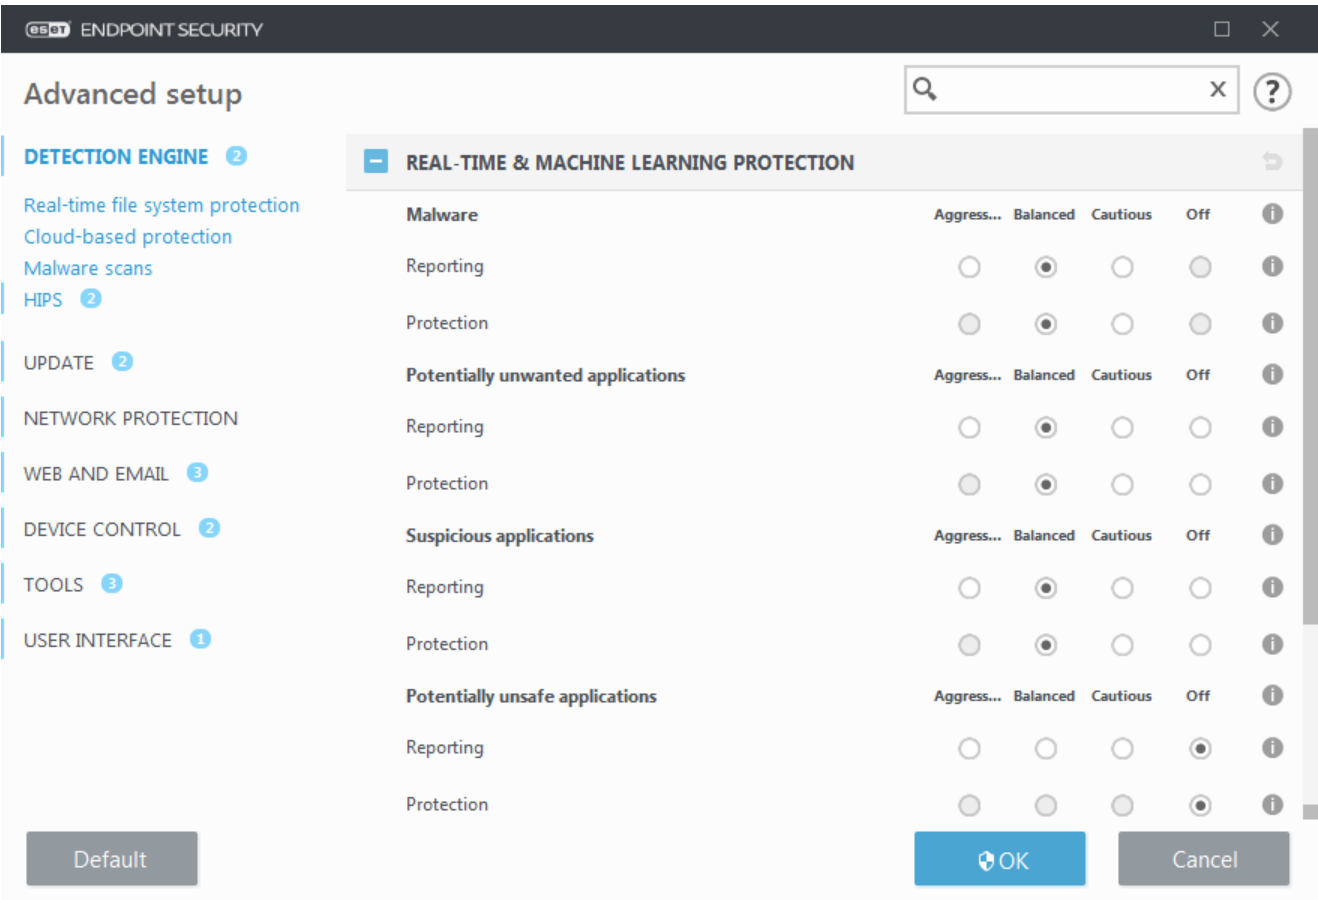 eset ENDPOINT SECURITY
Advanced setup
X
?
DETECTION ENGINE 2
Real-time file system protection
Cloud-based protection
Malware scans
HIPS 2
UPDATE 2
NETWORK PROTECTION
WEB AND EMAIL 3
DEVICE CONTROL 2
TOOLS 3
USER INTERFACE 1
REAL-TIME & MACHINE LEARNING PROTECTION
Malware Aggress... Balanced Cautious Off i
Reporting i
Protection i
Potentially unwanted applications Aggress... Balanced Cautious Off i
Reporting i
Protection i
Suspicious applications Aggress... Balanced Cautious Off i
Reporting i
Protection i
Potentially unsafe applications Aggress... Balanced Cautious Off i
Reporting i
Protection i
Default
OK
Cancel